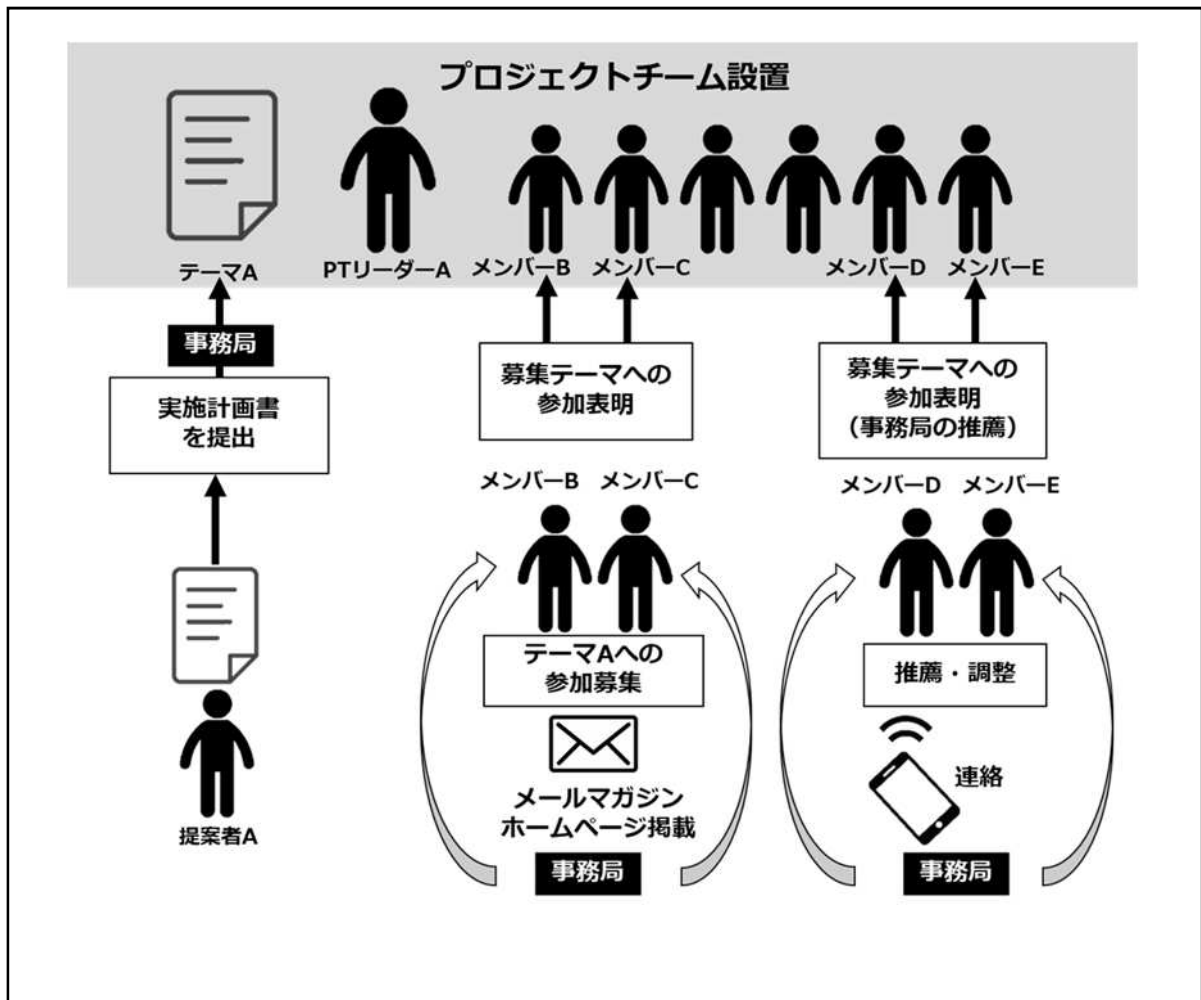 プロジェクトチーム設置
テーマA
PTリーダーA
メンバーB
メンバーC
メンバーD
メンバーE
事務局
実施計画書
を提出
提案者A
募集テーマへの
参加表明
メンバーB
メンバーC
テーマAへの
参加募集
メールマガジン
ホームページ掲載
事務局
募集テーマへの
参加表明
（事務局の推薦）
メンバーD
メンバーE
推薦・調整
連絡
事務局